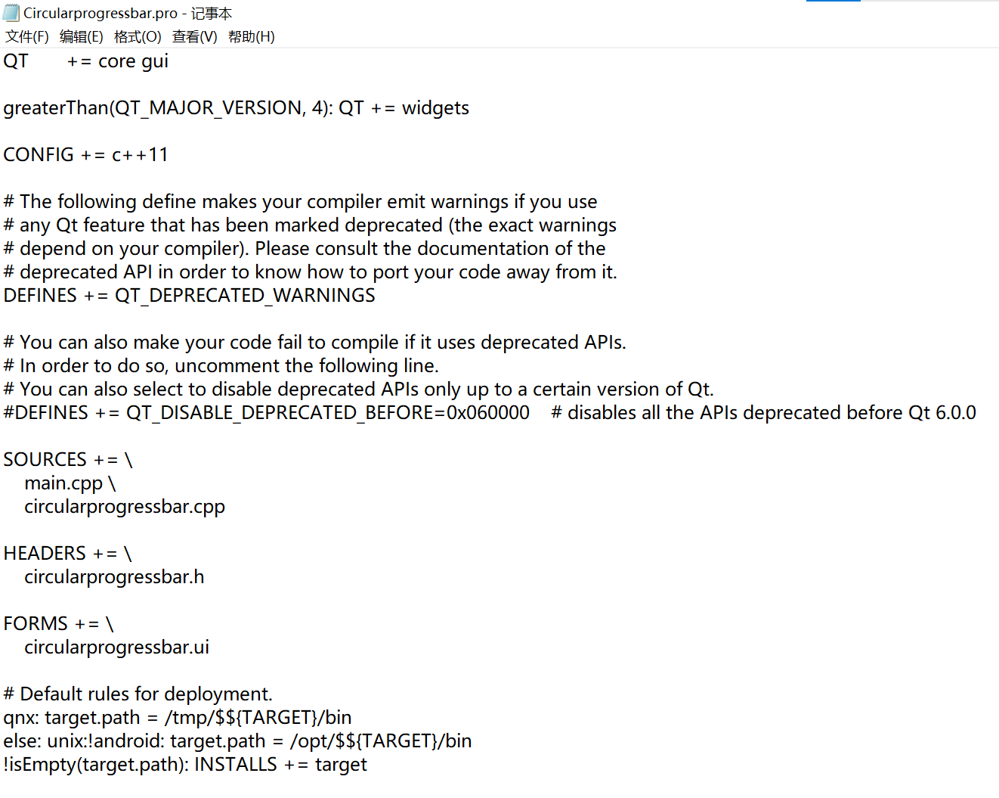 Circularprogressbar.pro - 记事本
文件(F) 编辑(E) 格式(O) 查看(V) 帮助(H)
QT       += core gui

greaterThan(QT_MAJOR_VERSION, 4): QT += widgets

CONFIG += c++11

# The following define makes your compiler emit warnings if you use
# any Qt feature that has been marked deprecated (the exact warnings
# depend on your compiler). Please consult the documentation of the
# deprecated API in order to know how to port your code away from it.
DEFINES += QT_DEPRECATED_WARNINGS

# You can also make your code fail to compile if it uses deprecated APIs.
# In order to do so, uncomment the following line.
# You can also select to disable deprecated APIs only up to a certain version of Qt.
#DEFINES += QT_DISABLE_DEPRECATED_BEFORE=0x060000    # disables all the APIs deprecated before Qt 6.0.0

SOURCES += \
    main.cpp \
    circularprogressbar.cpp

HEADERS += \
    circularprogressbar.h

FORMS += \
    circularprogressbar.ui

# Default rules for deployment.
qnx: target.path = /tmp/$${TARGET}/bin
else: unix:!android: target.path = /opt/$${TARGET}/bin
!isEmpty(target.path): INSTALLS += target